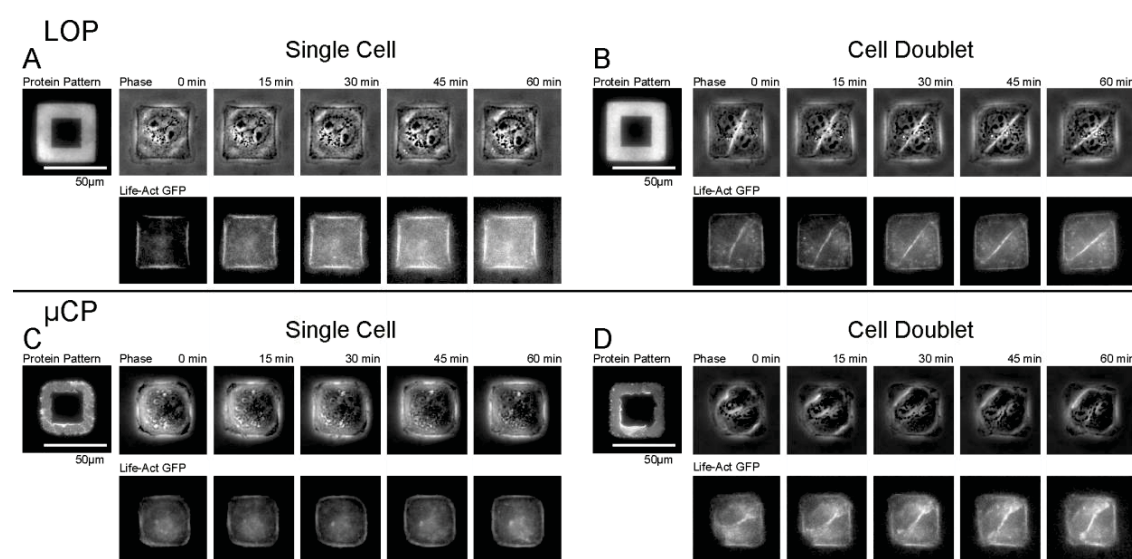 LOP
A
Single Cell
Protein Pattern
Phase 0 min 15 min 30 min 45 min 60 min
50µm
Life-Act GFP
B
Cell Doublet
Protein Pattern
Phase 0 min 15 min 30 min 45 min 60 min
50µm
Life-Act GFP
µCP
C
Single Cell
Protein Pattern
Phase 0 min 15 min 30 min 45 min 60 min
50µm
Life-Act GFP
D
Cell Doublet
Protein Pattern
Phase 0 min 15 min 30 min 45 min 60 min
50µm
Life-Act GFP